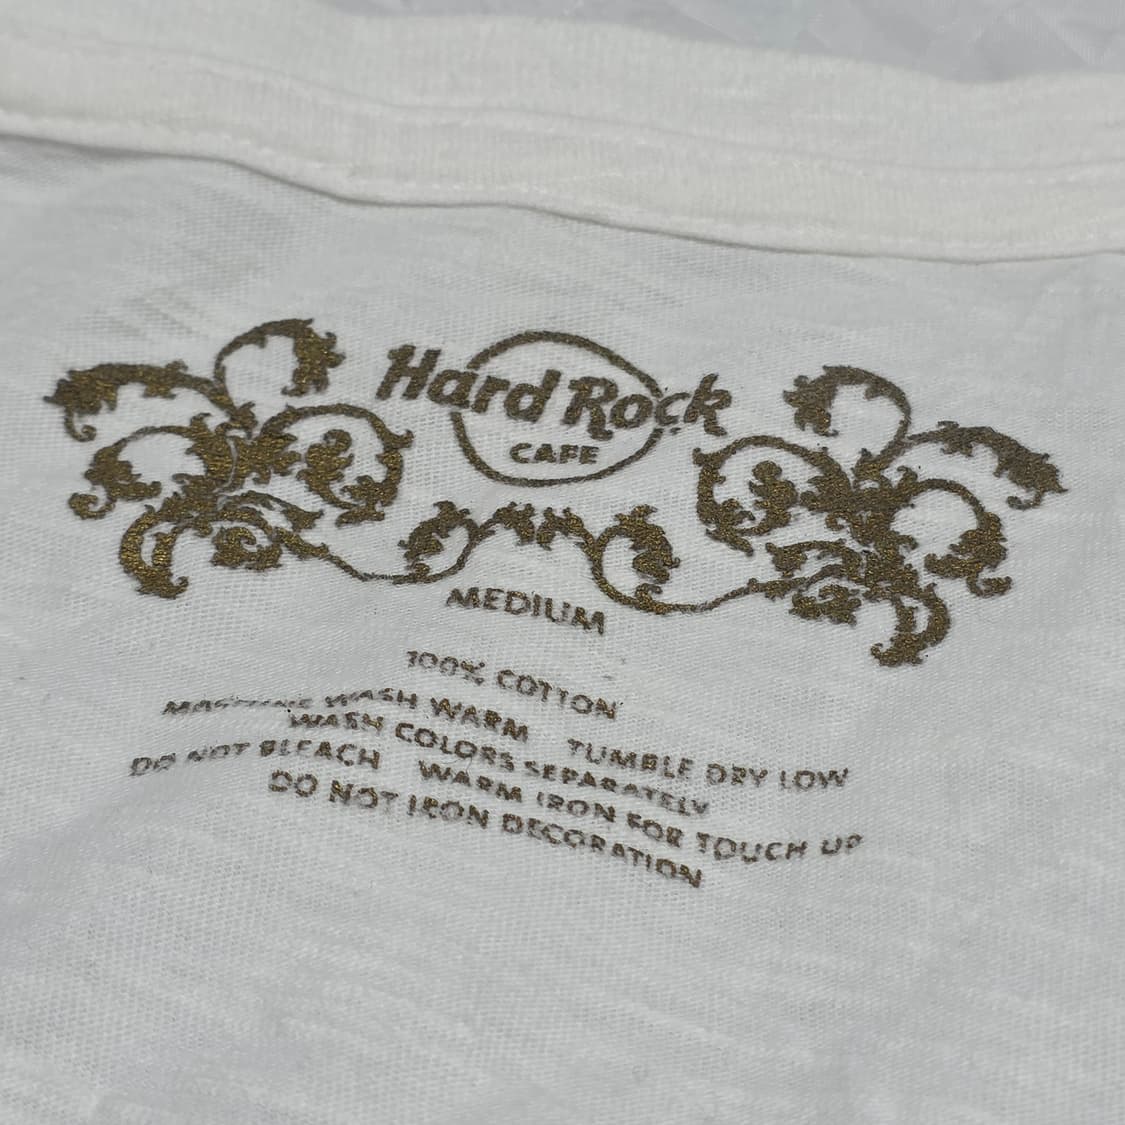 Hard Rock
CAFE
MEDIUM
100% COTTON
MACHINE WASH WARM TUMBLE DRY LOW
WASH COLORS SEPARATELY
DO NOT BLEACH WARM IRON FOR TOUCH UP
DO NOT IRON DECORATION